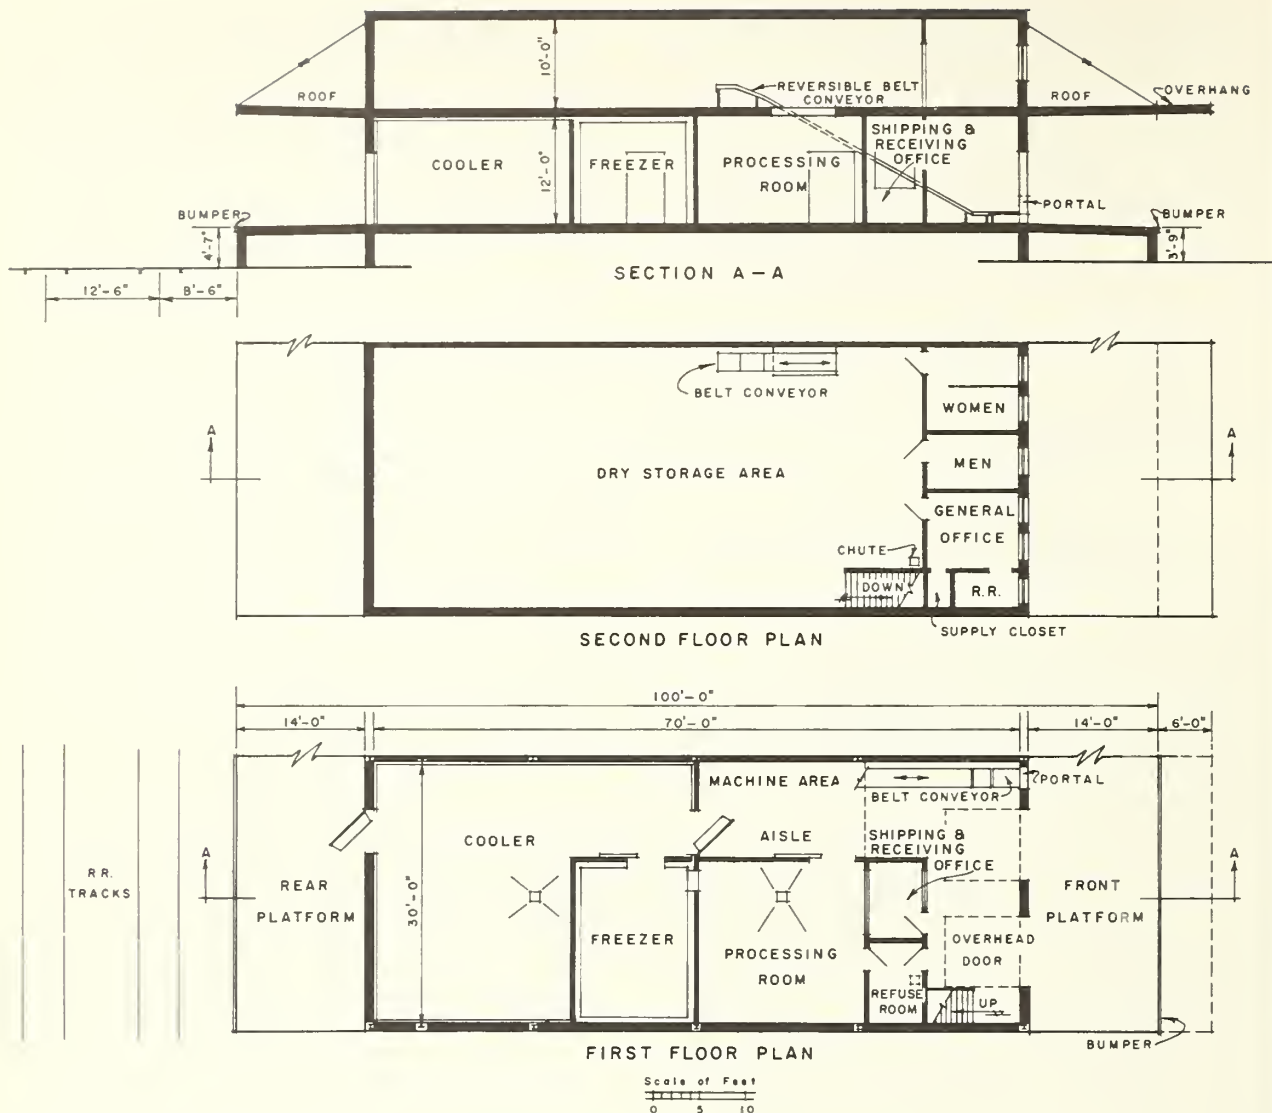 10'-0"
ROOF
REVERSIBLE BELT
CONVEYOR
ROOF
OVERHANG
SHIPPING &
RECEIVING
OFFICE
COOLER
FREEZER
PROCESSING
ROOM
12'-0"
PORTAL
BUMPER
BUMPER
4'-7"
3'-9"
SECTION A-A
12'-6"
8'-6"
BELT CONVEYOR
WOMEN
A
A
MEN
DRY STORAGE AREA
GENERAL
OFFICE
CHUTE
DOWN
R.R.
SUPPLY CLOSET
SECOND FLOOR PLAN
100'-0"
14'-0"
70'-0"
14'-0"
6'-0"
MACHINE AREA
PORTAL
BELT CONVEYOR
COOLER
AISLE
SHIPPING &
RECEIVING
OFFICE
A
A
R.R.
TRACKS
REAR
PLATFORM
30'-0"
FRONT
PLATFORM
FREEZER
PROCESSING
ROOM
OVERHEAD
DOOR
REFUSE
ROOM
UP
BUMPER
FIRST FLOOR PLAN
Scale of Feet
0 5 10